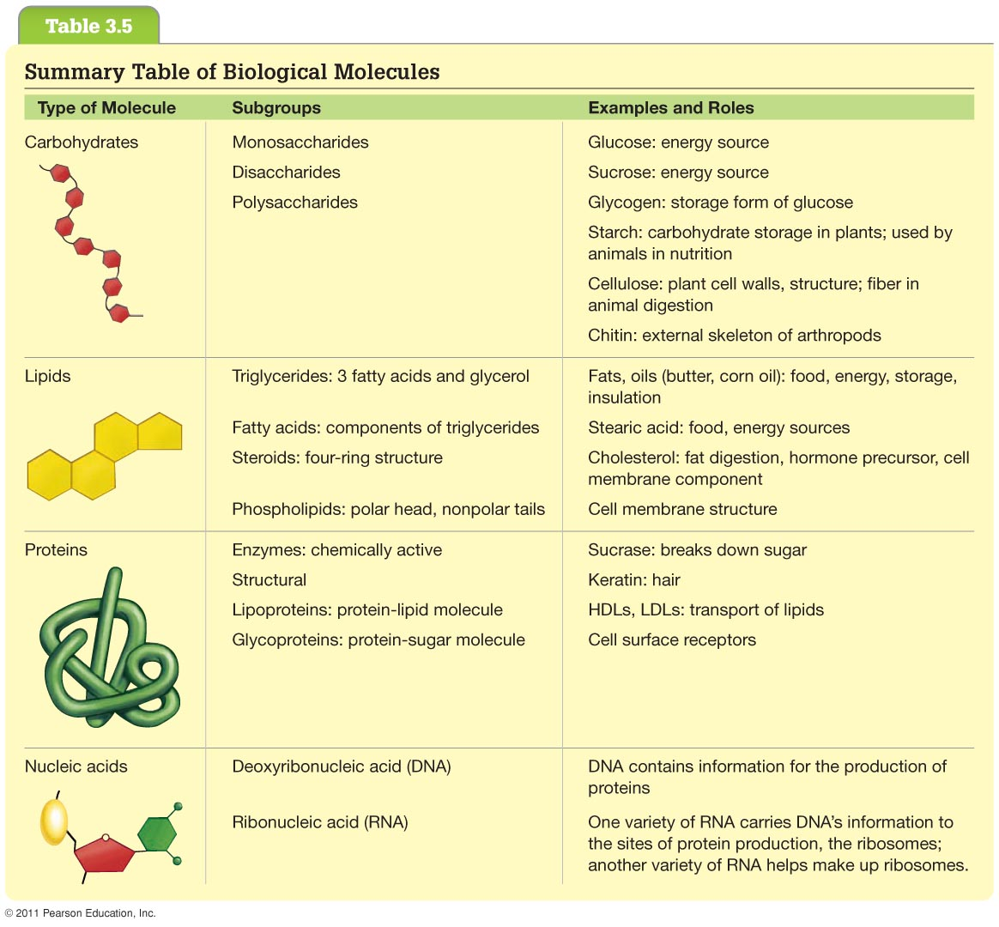 Table 3.5
Summary Table of Biological Molecules
Type of Molecule Subgroups Examples and Roles
Carbohydrates Monosaccharides Glucose: energy source
Disaccharides Sucrose: energy source
Polysaccharides Glycogen: storage form of glucose
Starch: carbohydrate storage in plants; used by
animals in nutrition
Cellulose: plant cell walls, structure; fiber in
animal digestion
Chitin: external skeleton of arthropods
Lipids Triglycerides: 3 fatty acids and glycerol Fats, oils (butter, corn oil): food, energy, storage,
insulation
Fatty acids: components of triglycerides Stearic acid: food, energy sources
Steroids: four-ring structure Cholesterol: fat digestion, hormone precursor, cell
membrane component
Phospholipids: polar head, nonpolar tails Cell membrane structure
Proteins Enzymes: chemically active Sucrase: breaks down sugar
Structural Keratin: hair
Lipoproteins: protein-lipid molecule HDLs, LDLs: transport of lipids
Glycoproteins: protein-sugar molecule Cell surface receptors
Nucleic acids Deoxyribonucleic acid (DNA) DNA contains information for the production of
proteins
Ribonucleic acid (RNA) One variety of RNA carries DNA's information to
the sites of protein production, the ribosomes;
another variety of RNA helps make up ribosomes.
© 2011 Pearson Education, Inc.